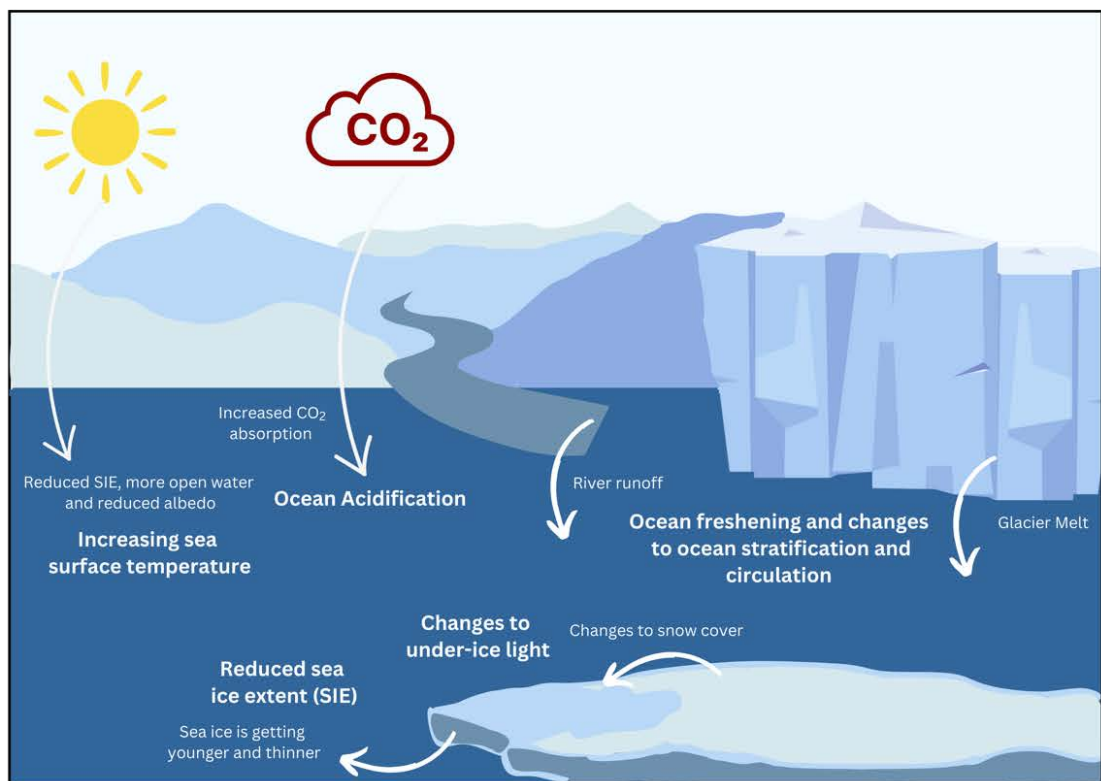 CO₂
Increased CO₂
absorption
Reduced SIE, more open water
and reduced albedo
Increasing sea
surface temperature
Ocean Acidification
River runoff
Ocean freshening and changes
to ocean stratification and
circulation
Glacier Melt
Changes to
under-ice light
Changes to snow cover
Reduced sea
ice extent (SIE)
Sea ice is getting
younger and thinner